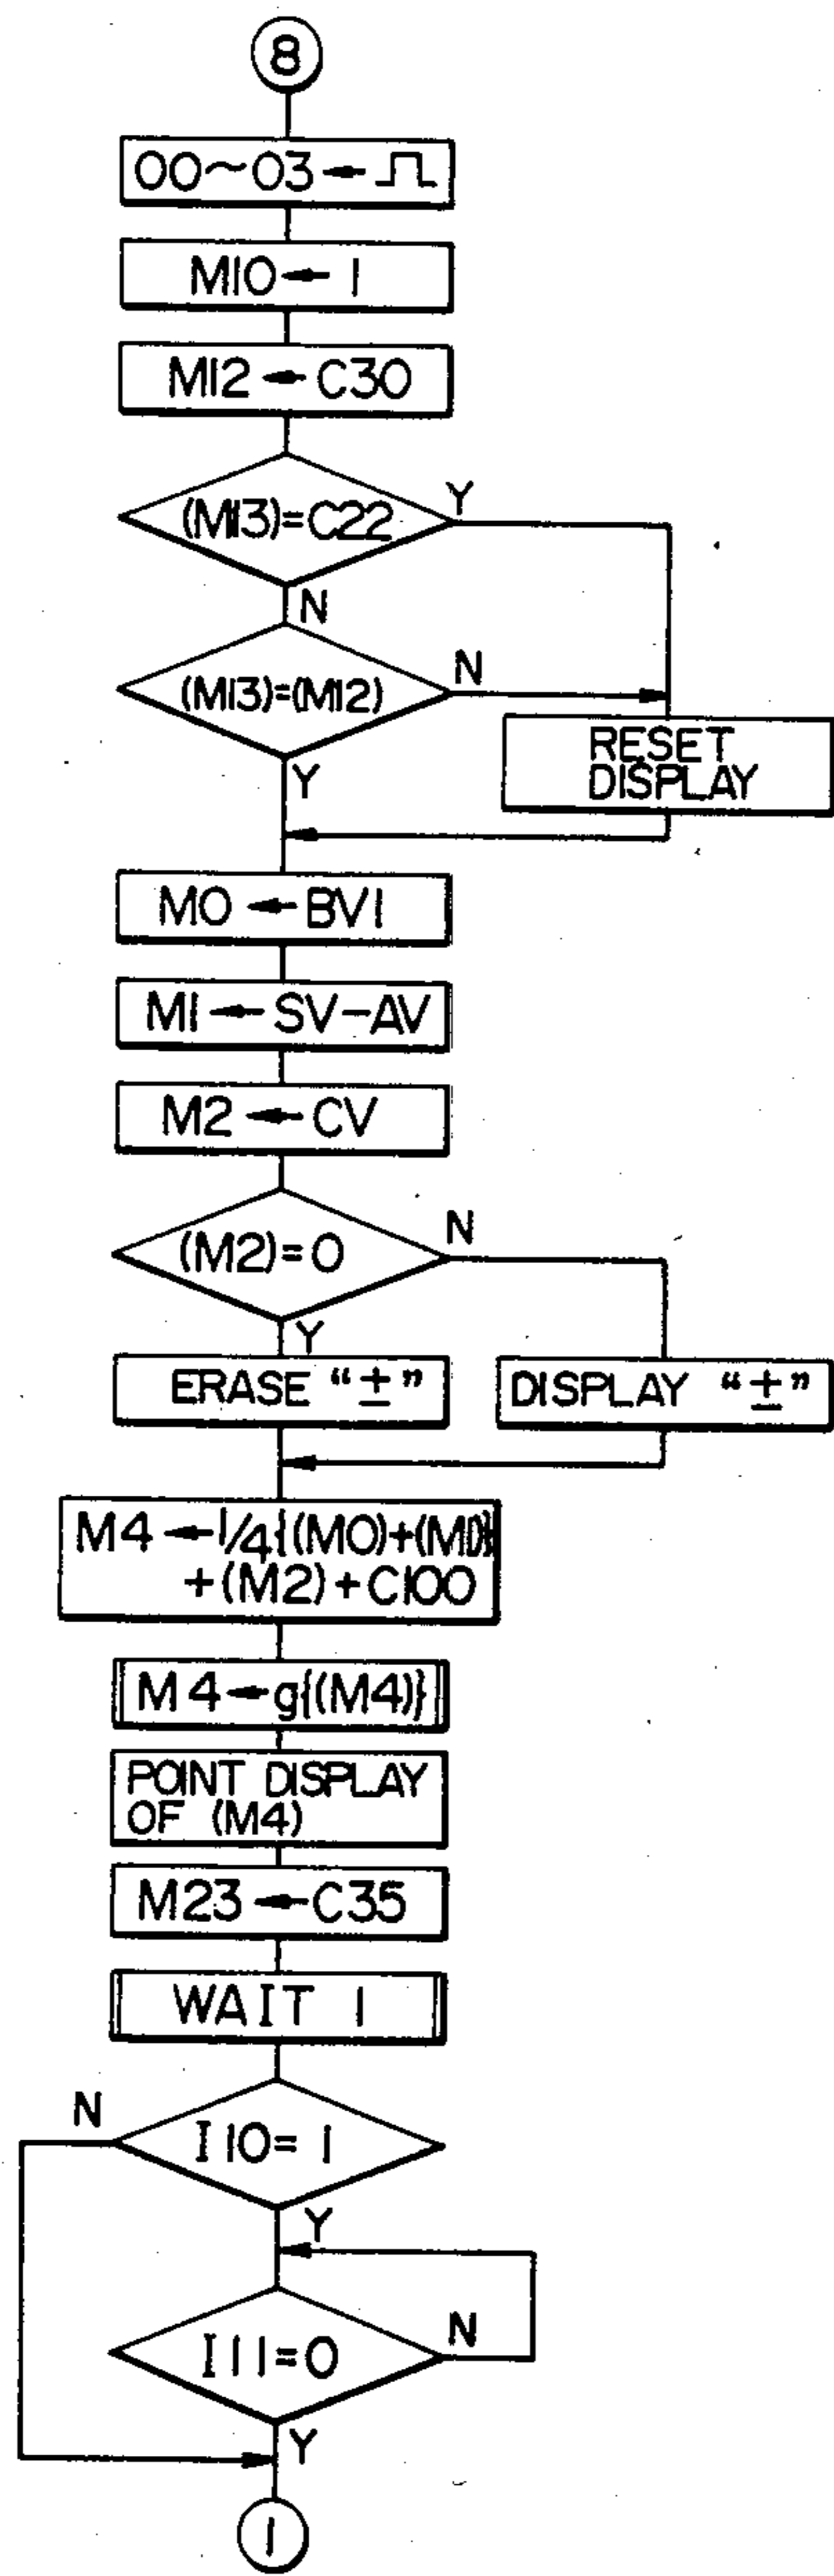 8
00~03←⎍
M10←1
M12←C30
(M13)=C22
Y
N
(M13)=(M12)
N
Y
RESET
DISPLAY
M0←BV1
M1←SV-AV
M2←CV
(M2)=0
N
Y
ERASE "±"
DISPLAY "±"
M4←1/4{(M0)+(M1)}
+(M2)+C100
M4←g{(M4)}
POINT DISPLAY
OF (M4)
M23←C35
WAIT 1
N
I10=1
Y
I11=0
N
Y
1